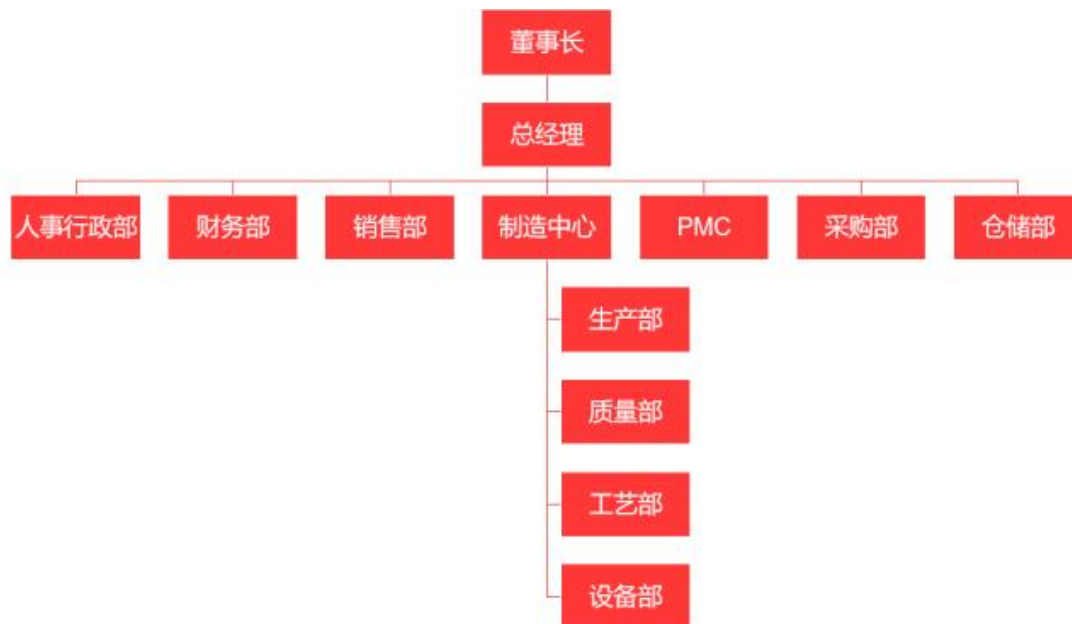 董事长
总经理
人事行政部 财务部 销售部 制造中心 PMC 采购部 仓储部
生产部
质量部
工艺部
设备部